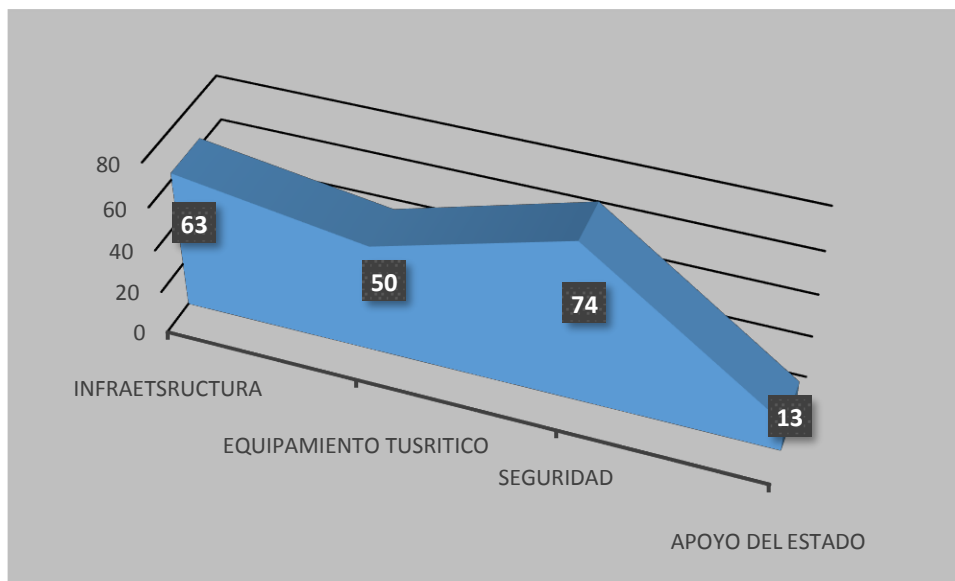 80
60
40
20
0
63
50
74
13
INFRAETSRUCTURA
EQUIPAMIENTO TUSRITICO
SEGURIDAD
APOYO DEL ESTADO